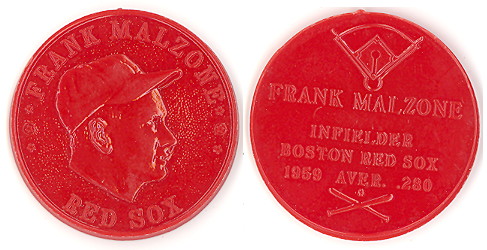 FRANK MALZONE
RED SOX
FRANK MALZONE
INFIELDER
BOSTON RED SOX
1959 AVER. .280